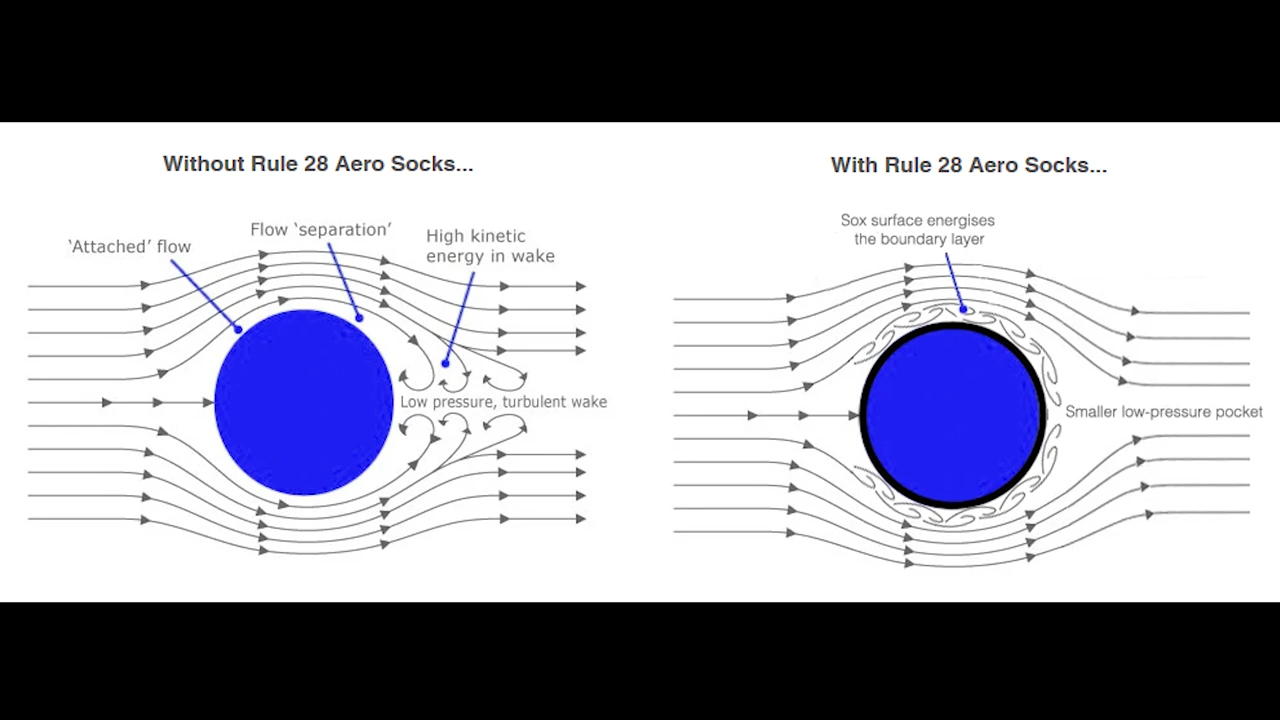 Without Rule 28 Aero Socks...
'Attached' flow
Flow 'separation'
High kinetic
energy in wake
Low pressure, turbulent wake
With Rule 28 Aero Socks...
Sox surface energises
the boundary layer
Smaller low-pressure pocket